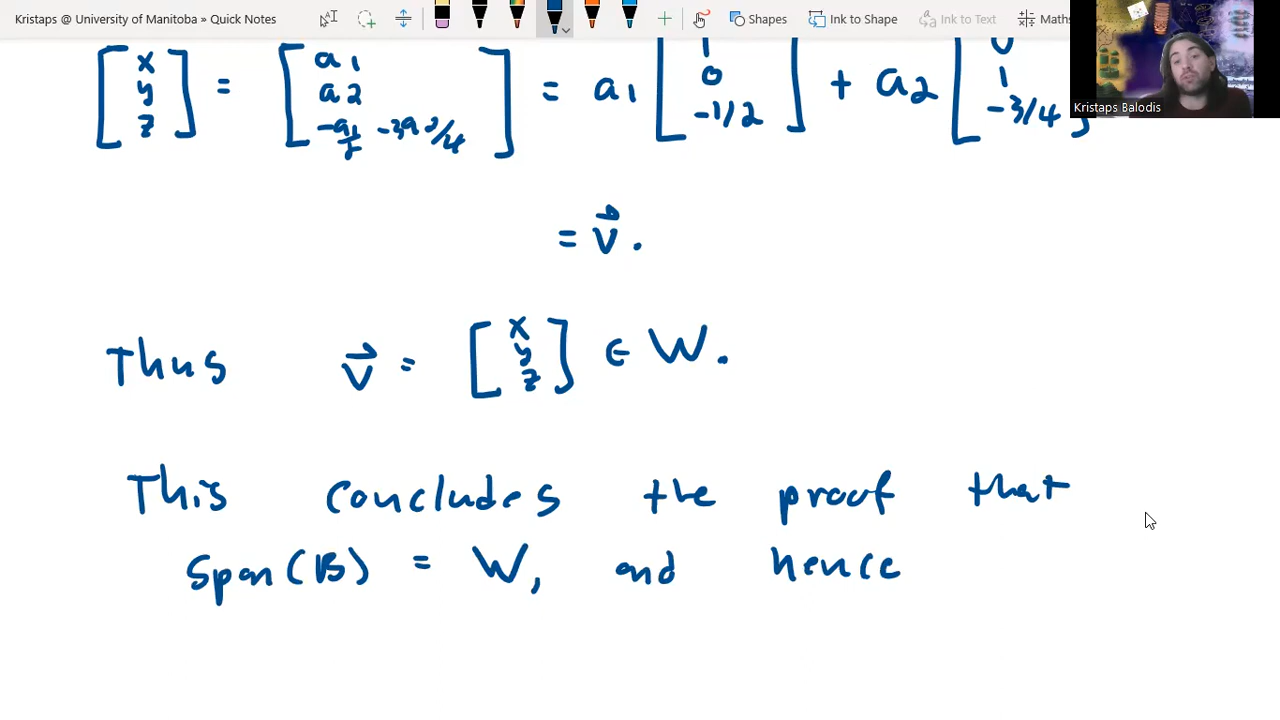 Kristaps @ University of Manitoba » Quick Notes
Shapes Ink to Shape Ink to Text Maths
[x y z] = [a1 a2 -a1/2 -3a2/4] = a1 [1 0 -1/2] + a2 [0 1 -3/4]
Kristaps Balodis
= v⃗.
Thus v⃗ = [x y z] ∈ W.
This concludes the proof that
span(B) = W, and hence